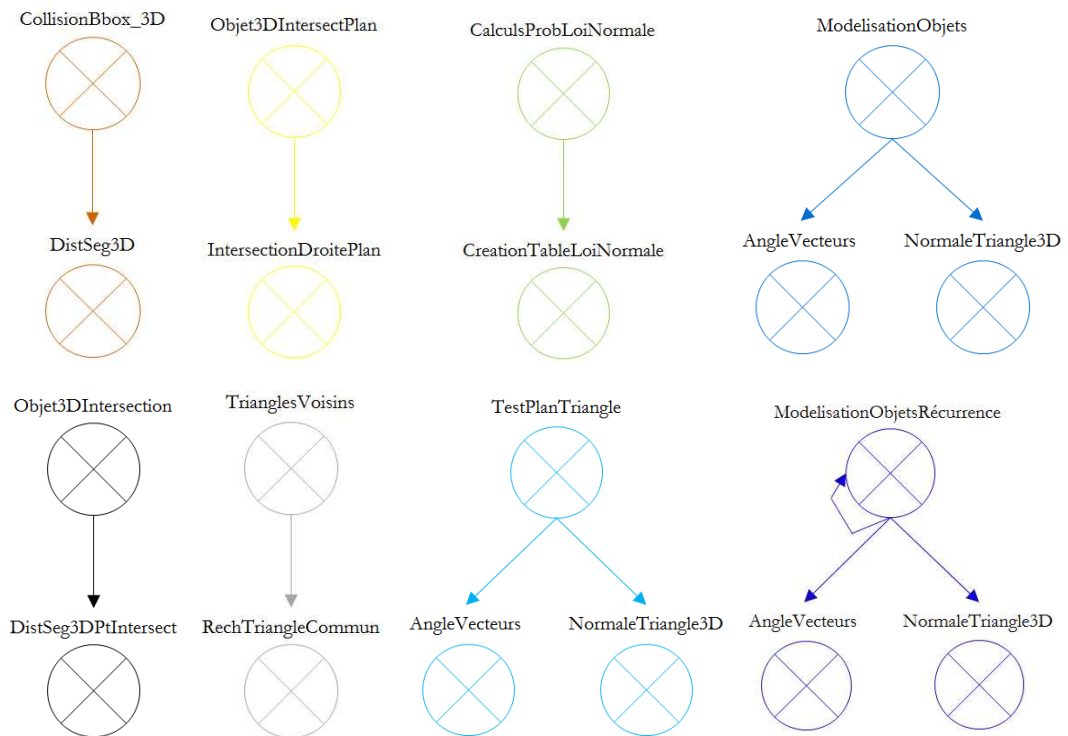 CollisionBbox_3D
Objet3DIntersectPlan
CalculsProbLoiNormale
ModelisationObjets
DistSeg3D
IntersectionDroitePlan
CreationTableLoiNormale
AngleVecteurs
NormaleTriangle3D
Objet3DIntersection
TrianglesVoisins
TestPlanTriangle
ModelisationObjetsRécurrence
DistSeg3DPtIntersect
RechTriangleCommun
AngleVecteurs
NormaleTriangle3D
AngleVecteurs
NormaleTriangle3D